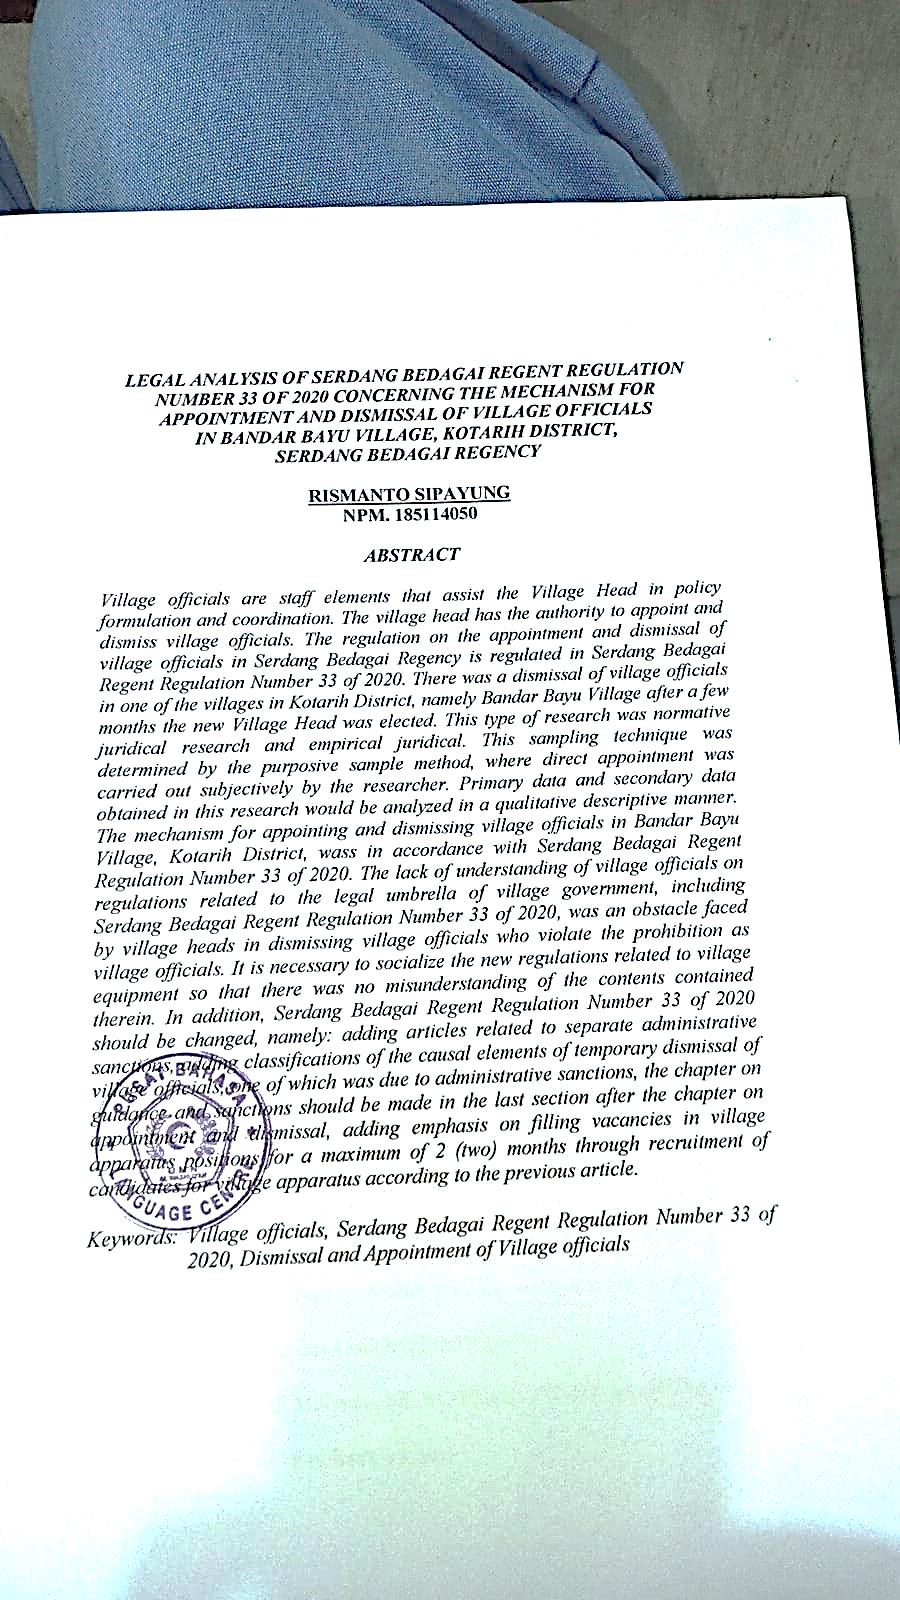 LEGAL ANALYSIS OF SERDANG BEDAGAI REGENT REGULATION
NUMBER 33 OF 2020 CONCERNING THE MECHANISM FOR
APPOINTMENT AND DISMISSAL OF VILLAGE OFFICIALS
IN BANDAR BAYU VILLAGE, KOTARIH DISTRICT,
SERDANG BEDAGAI REGENCY
RISMANTO SIPAYUNG
NPM. 185114050
ABSTRACT
Village officials are staff elements that assist the Village Head in policy
formulation and coordination. The village head has the authority to appoint and
dismiss village officials. The regulation on the appointment and dismissal of
village officials in Serdang Bedagai Regency is regulated in Serdang Bedagai
Regent Regulation Number 33 of 2020. There was a dismissal of village officials
in one of the villages in Kotarih District, namely Bandar Bayu Village after a few
months the new Village Head was elected. This type of research was normative
juridical research and empirical juridical. This sampling technique was
determined by the purposive sample method, where direct appointment was
carried out subjectively by the researcher. Primary data and secondary data
obtained in this research would be analyzed in a qualitative descriptive manner.
The mechanism for appointing and dismissing village officials in Bandar Bayu
Village, Kotarih District, wass in accordance with Serdang Bedagai Regent
Regulation Number 33 of 2020. The lack of understanding of village officials on
regulations related to the legal umbrella of village government, including
Serdang Bedagai Regent Regulation Number 33 of 2020, was an obstacle faced
by village heads in dismissing village officials who violate the prohibition as
village officials. It is necessary to socialize the new regulations related to village
equipment so that there was no misunderstanding of the contents contained
therein. In addition, Serdang Bedagai Regent Regulation Number 33 of 2020
should be changed, namely: adding articles related to separate administrative
sanctions, adding classifications of the causal elements of temporary dismissal of
village officials, one of which was due to administrative sanctions, the chapter on
guidance and sanctions should be made in the last section after the chapter on
appointment and dismissal, adding emphasis on filling vacancies in village
apparatus positions for a maximum of 2 (two) months through recruitment of
candidates for village apparatus according to the previous article.
PUSAT BAHASA
LANGUAGE CENTRE
Keywords: Village officials, Serdang Bedagai Regent Regulation Number 33 of
2020, Dismissal and Appointment of Village officials